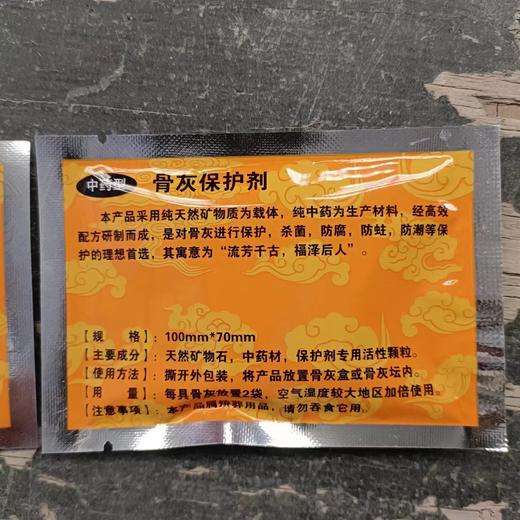 中药型 骨灰保护剂
本产品采用纯天然矿物质为载体，纯中药为生产材料，经高效
配方研制而成，是对骨灰进行保护，杀菌，防腐，防蛀，防潮等保
护的理想首选，其寓意为“流芳千古，福泽后人”。
【规 格】：100mm*70mm
【主要成分】：天然矿物石，中药材，保护剂专用活性颗粒。
【使用方法】：撕开外包装，将产品放置骨灰盒或骨灰坛内。
【用 量】：每具骨灰放置2袋，空气湿度较大地区加倍使用。
【注意事项】：本产品属殡葬用品，请勿吞食它用。